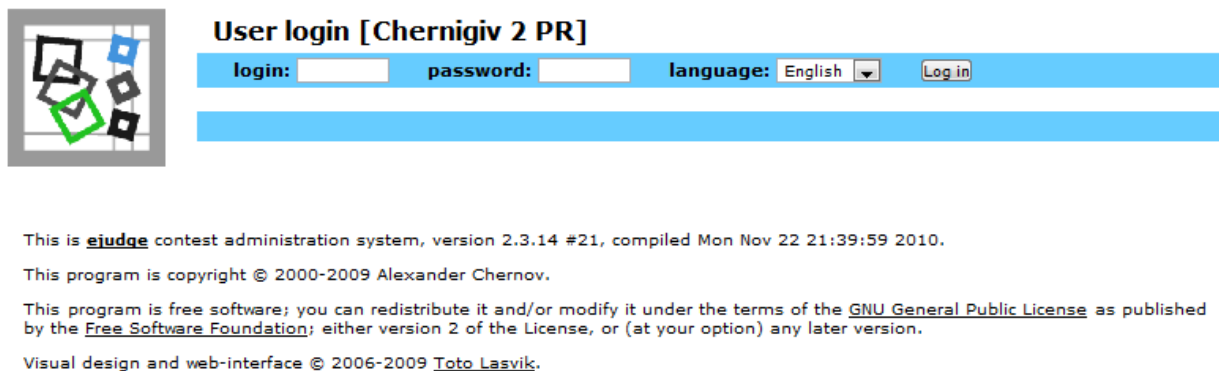 User login [Chernigiv 2 PR]
login: password: language: English Log in
This is ejudge contest administration system, version 2.3.14 #21, compiled Mon Nov 22 21:39:59 2010.
This program is copyright © 2000-2009 Alexander Chernov.
This program is free software; you can redistribute it and/or modify it under the terms of the GNU General Public License as published
by the Free Software Foundation; either version 2 of the License, or (at your option) any later version.
Visual design and web-interface © 2006-2009 Toto Lasvik.